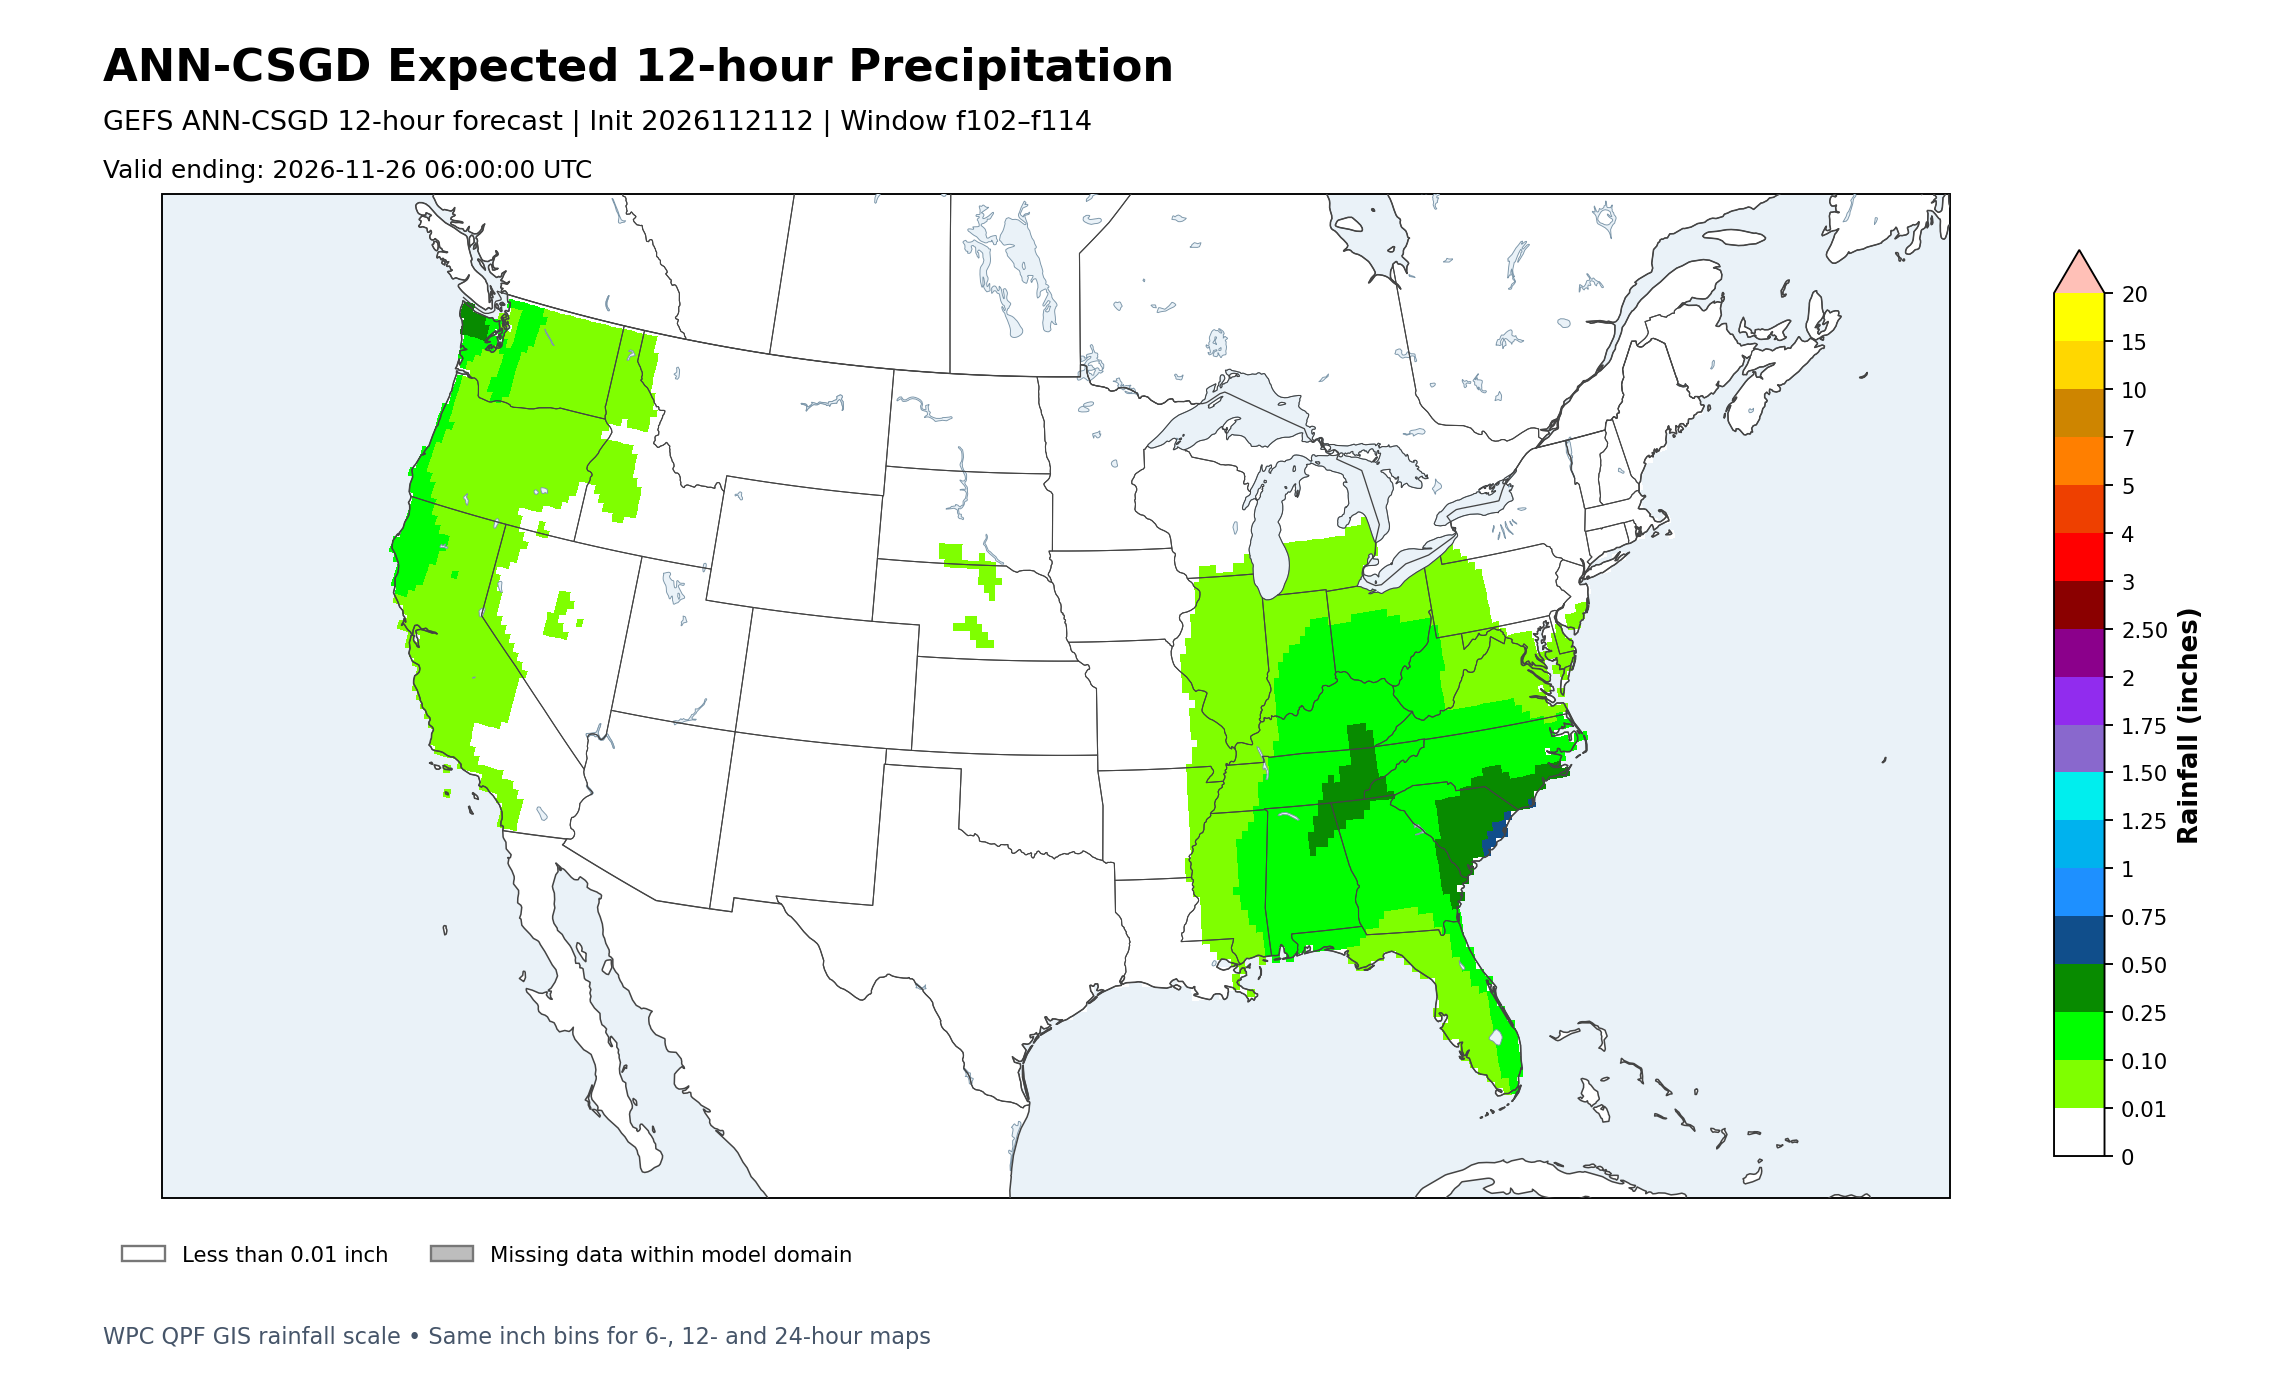 ANN-CSGD Expected 12-hour Precipitation
GEFS ANN-CSGD 12-hour forecast | Init 2026112112 | Window f102–f114
Valid ending: 2026-11-26 06:00:00 UTC
20
15
10
7
5
4
3
2.50
2
1.75
1.50
1.25
1
0.75
0.50
0.25
0.10
0.01
0
Rainfall (inches)
Less than 0.01 inch
Missing data within model domain
WPC QPF GIS rainfall scale • Same inch bins for 6-, 12- and 24-hour maps